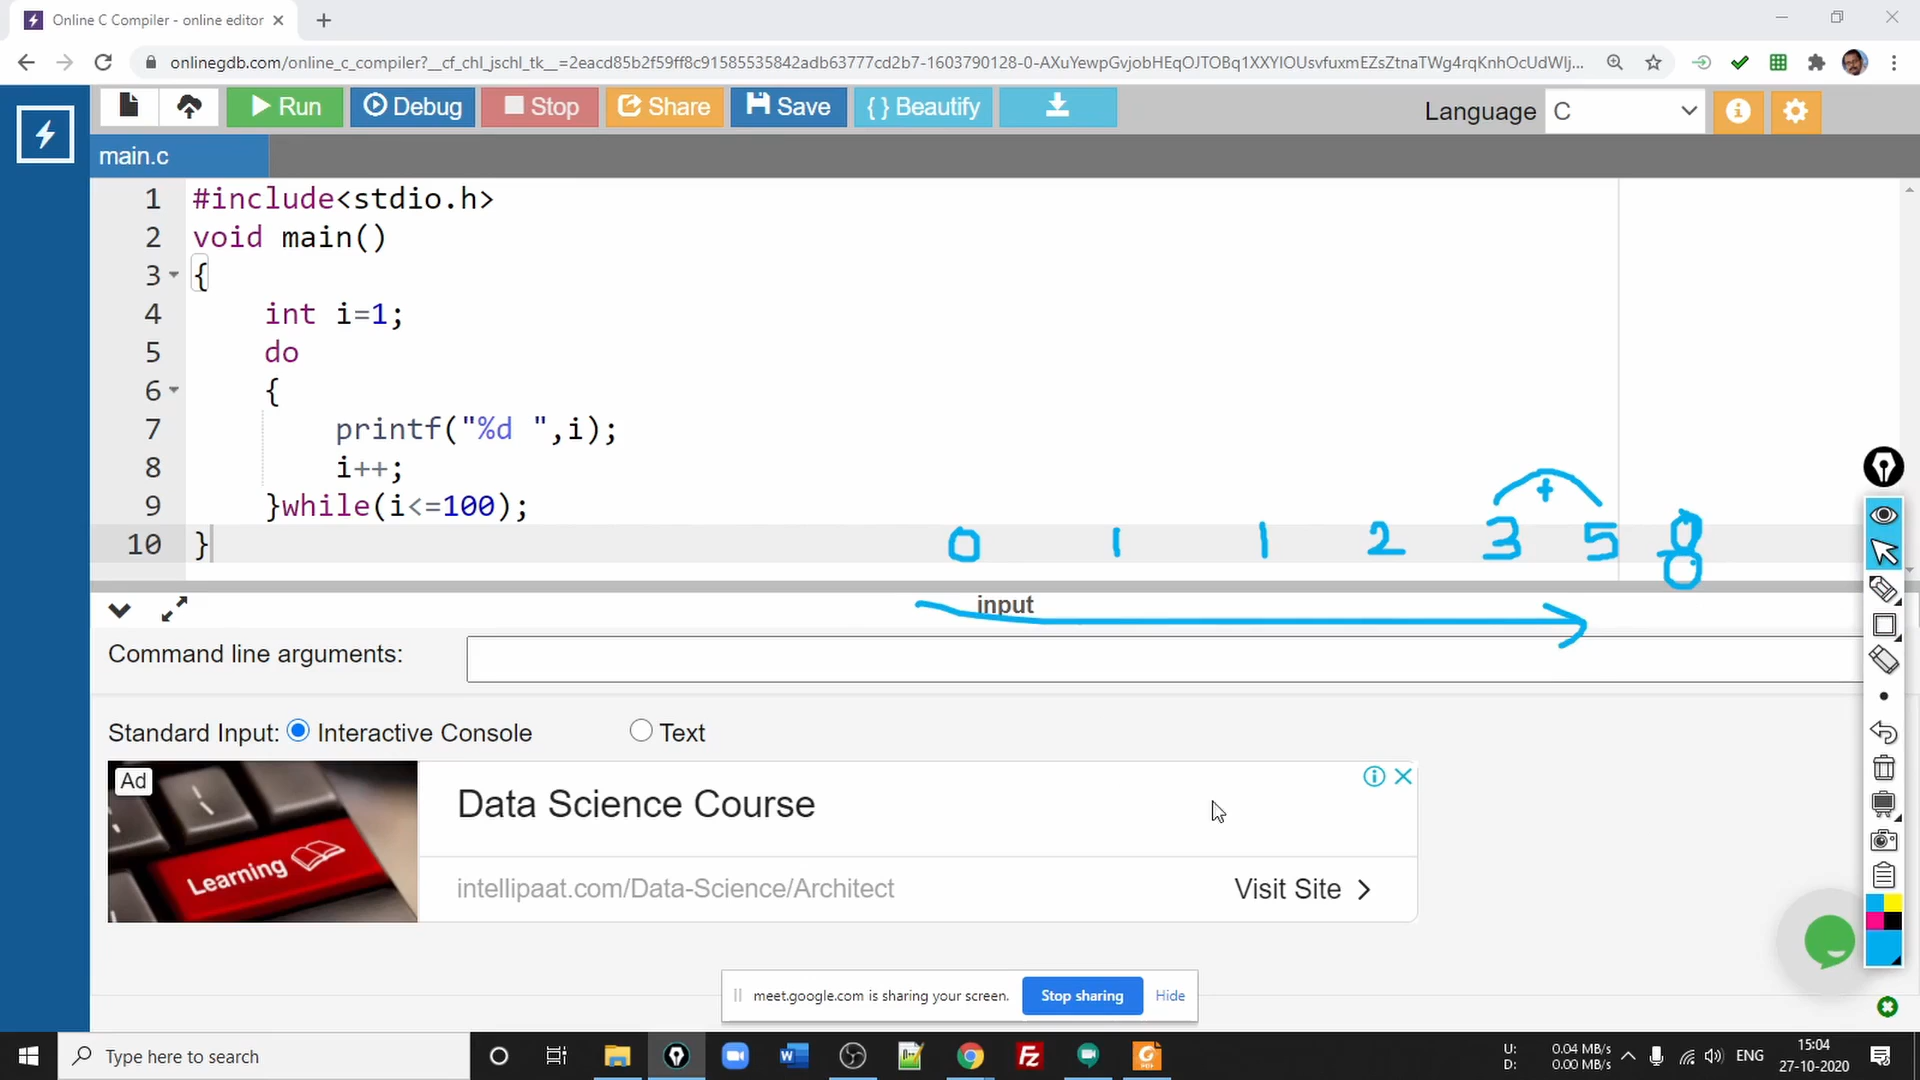 Online C Compiler - online editor
onlinegdb.com/online_c_compiler?__cf_chl_jschl_tk__=2eacd85b2f59ff8c91585535842adb63777cd2b7-1603790128-0-AXuYewpGvjobHEqOJTOBq1XXYlOUsvfuxmEZsZtnaTWg4rqKnhOcUdWlj...
Run Debug Stop Share Save { } Beautify Language C
main.c
1 #include<stdio.h>
2 void main()
3 {
4 int i=1;
5 do
6 {
7 printf("%d ",i);
8 i++;
9 }while(i<=100);
10 }
+
0 1 1 2 3 5 8
input
Command line arguments:
Standard Input: Interactive Console Text
Ad
Learning
Data Science Course
intellipaat.com/Data-Science/Architect
Visit Site
meet.google.com is sharing your screen. Stop sharing Hide
Type here to search
U: 0.04 MB/s
D: 0.00 MB/s
ENG
15:04
27-10-2020